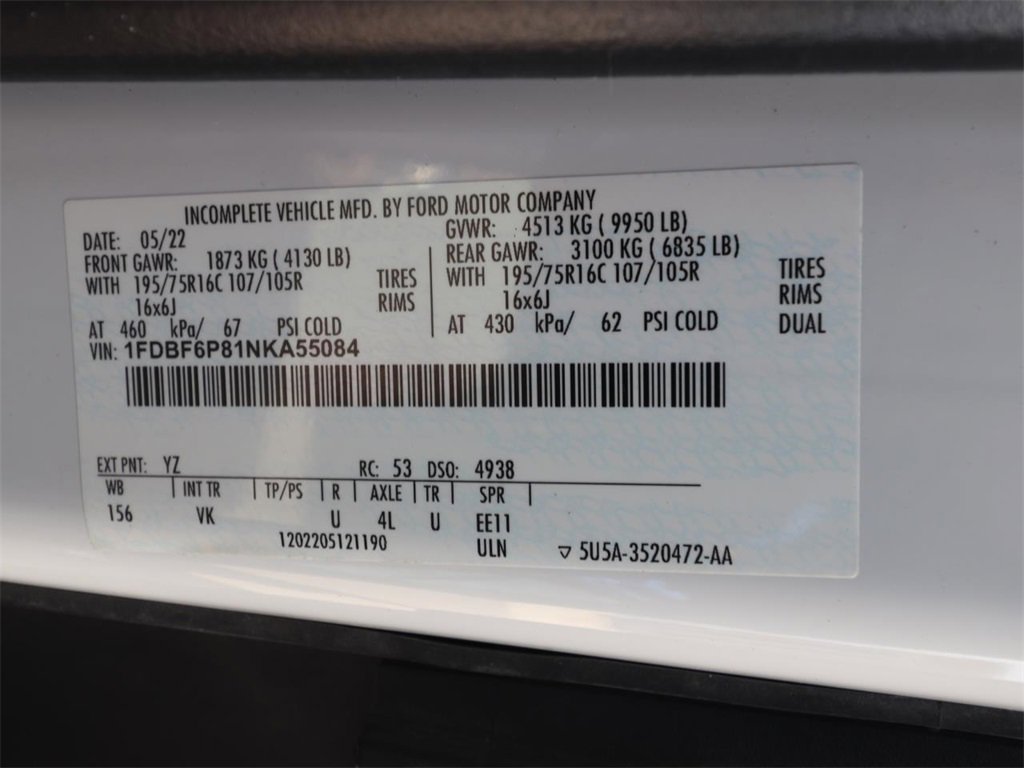 INCOMPLETE VEHICLE MFD. BY FORD MOTOR COMPANY
DATE: 05/22
FRONT GAWR: 1873 KG ( 4130 LB)
WITH 195/75R16C 107/105R TIRES
16x6J RIMS
AT 460 kPa/ 67 PSI COLD
GVWR: 4513 KG ( 9950 LB)
REAR GAWR: 3100 KG ( 6835 LB)
WITH 195/75R16C 107/105R TIRES
16x6J RIMS
AT 430 kPa/ 62 PSI COLD DUAL
VIN: 1FDBF6P81NKA55084
EXT PNT: YZ RC: 53 DSO: 4938
WB | INT TR | TP/PS | R | AXLE | TR | SPR |
156 VK U 4L U EE11
1202205121190 ULN ▽ 5U5A-3520472-AA